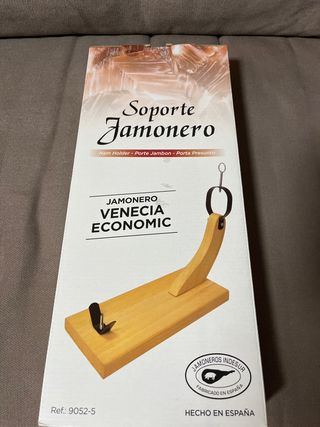 Soporte
Jamonero
Ham Holder - Porte Jambon - Porta Presunto
JAMONERO
VENECIA
ECONOMIC
JAMONEROS INDESUR
FABRICADO EN ESPAÑA
Ref.: 9052-5
HECHO EN ESPAÑA